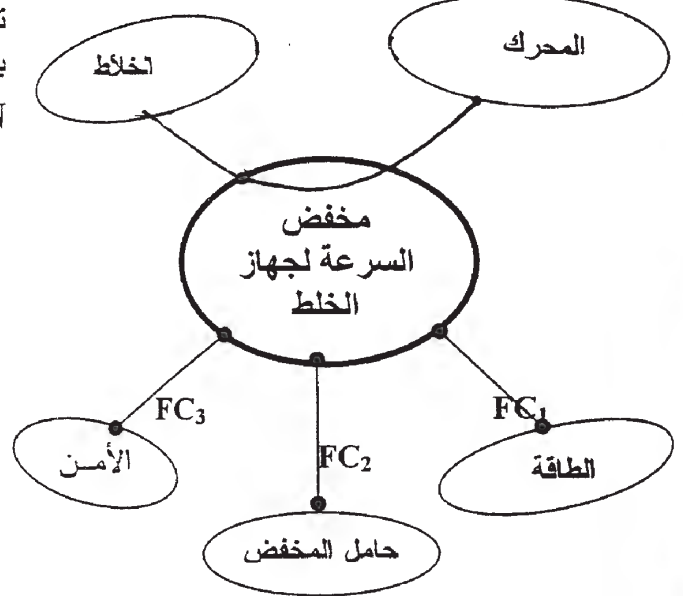 المحرك
الخلاط
مخفض
السرعة لجهاز
الخلط
FC₁
FC₃
FC₂
الطاقة
الأمن
حامل المخفض